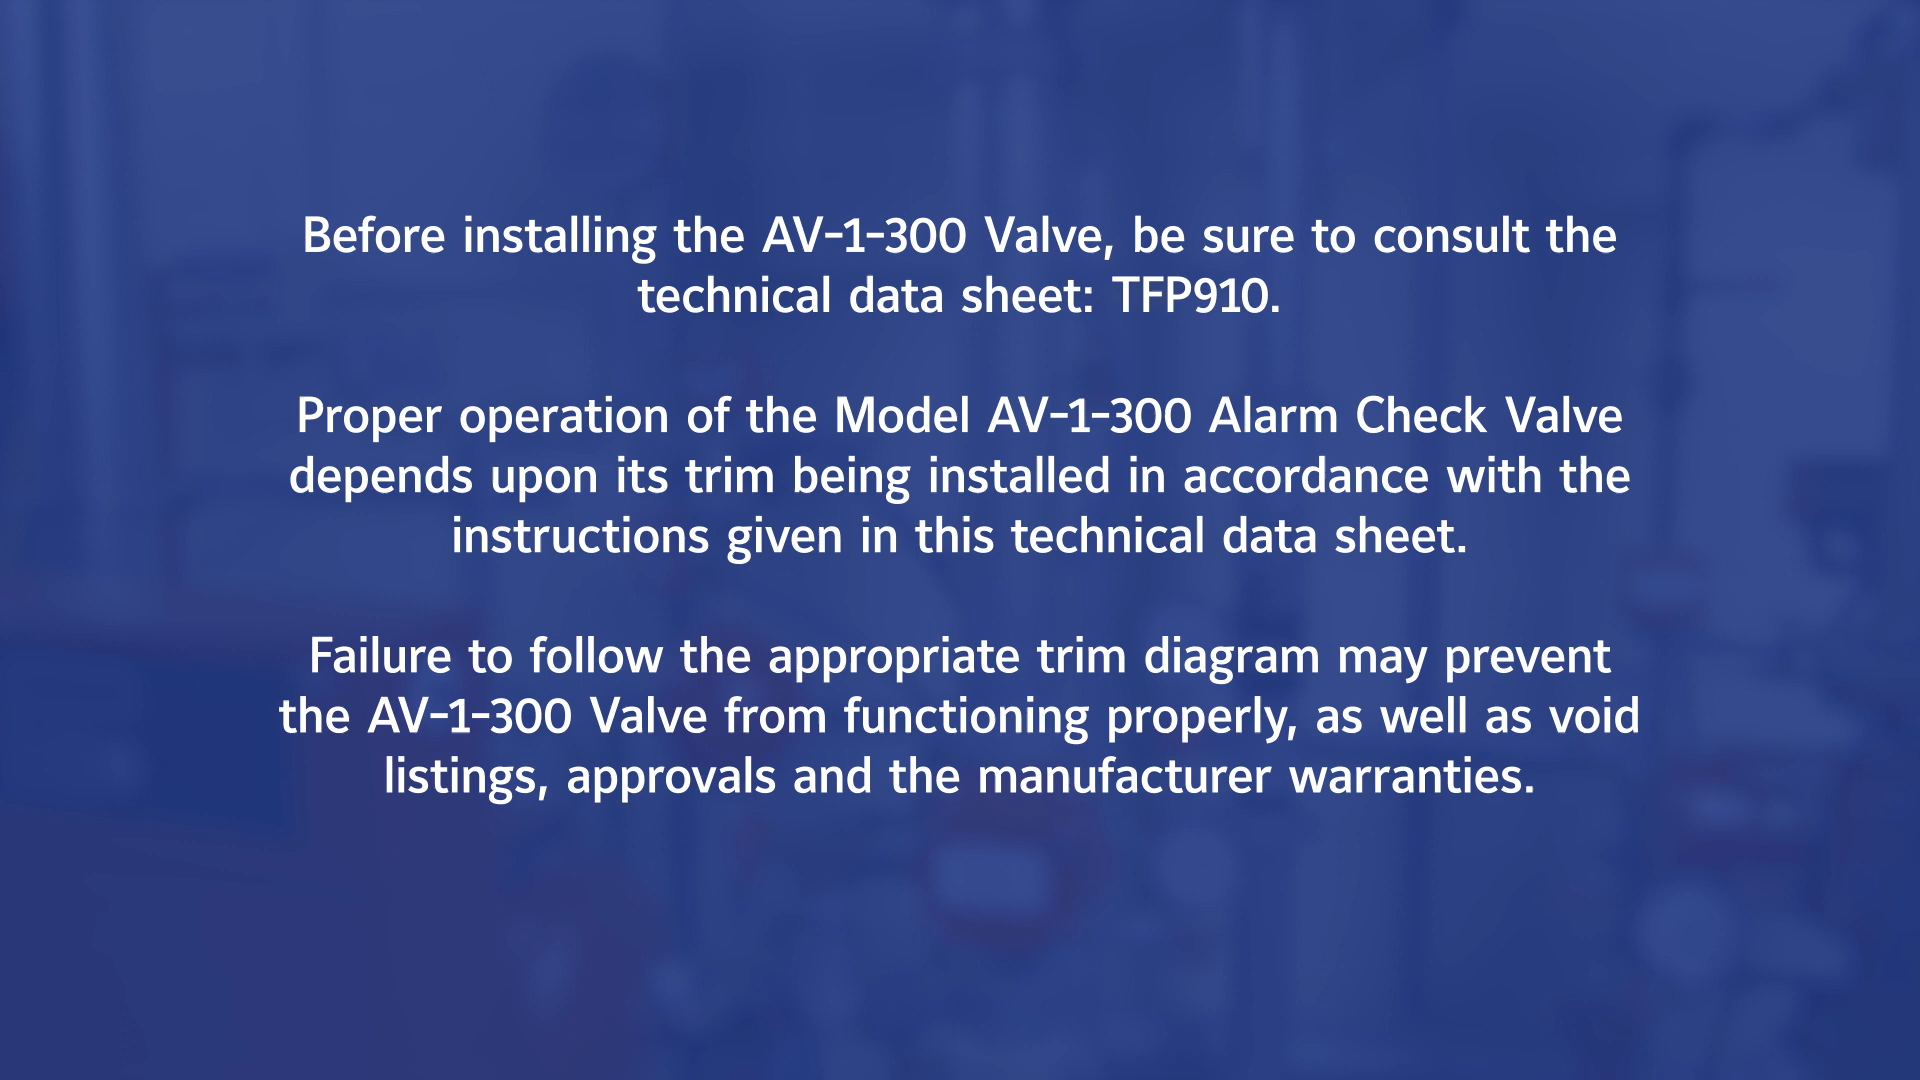 Before installing the AV-1-300 Valve, be sure to consult the
technical data sheet: TFP910.
Proper operation of the Model AV-1-300 Alarm Check Valve
depends upon its trim being installed in accordance with the
instructions given in this technical data sheet.
Failure to follow the appropriate trim diagram may prevent
the AV-1-300 Valve from functioning properly, as well as void
listings, approvals and the manufacturer warranties.